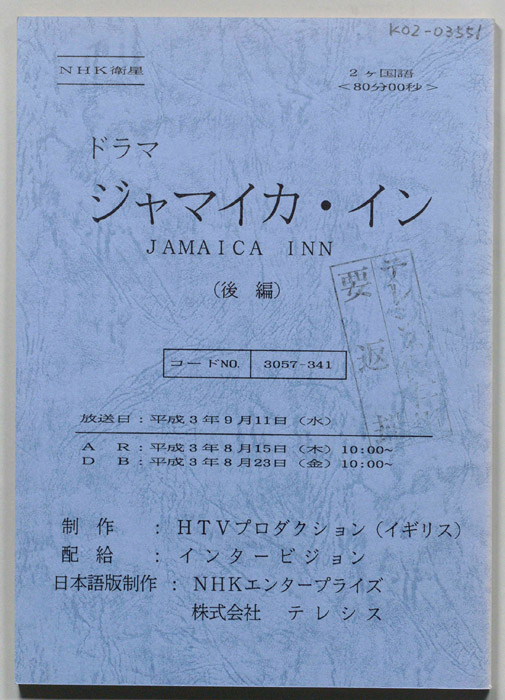 K02-03551
NHK衛星
2ヶ国語
<80分00秒>
ドラマ
ジャマイカ・イン
JAMAICA INN
（後 編）
要返
コードNO. 3057-341
放送日：平成3年9月11日（水）
A R：平成3年8月15日（木）10:00~
D B：平成3年8月23日（金）10:00~
制 作 ： HTVプロダクション（イギリス）
配 給 ： インタービジョン
日本語版制作 ： NHKエンタープライズ
株式会社 テレシス